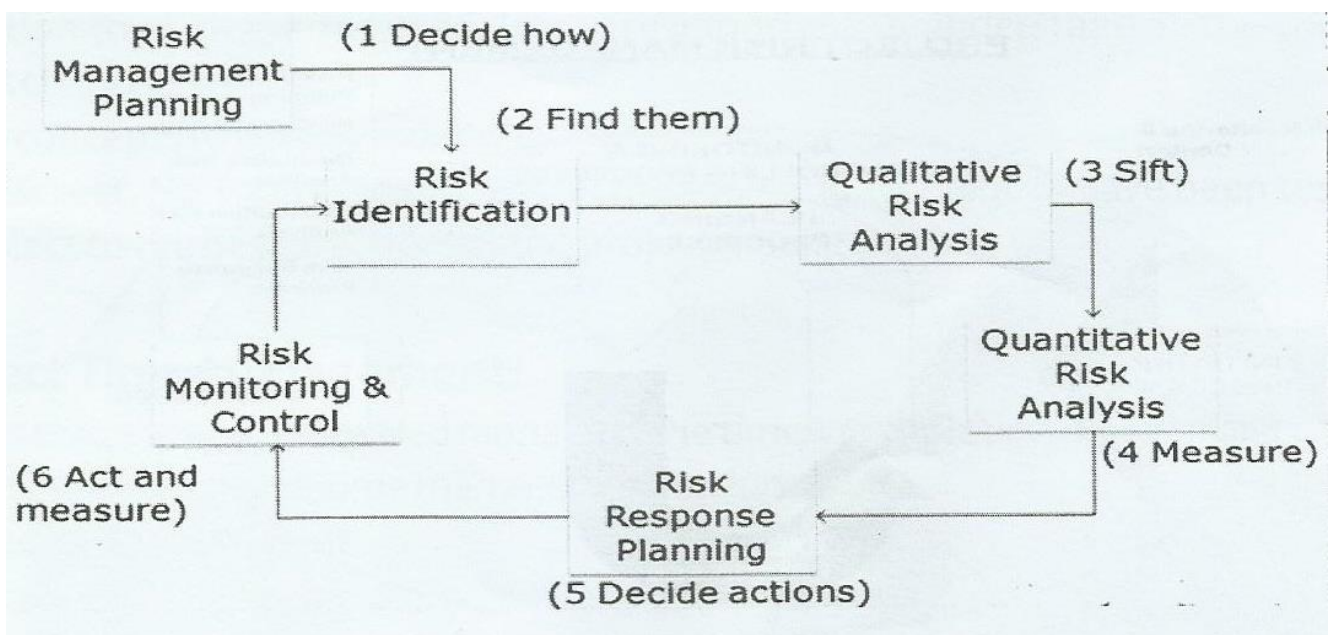 Risk
Management
Planning
(1 Decide how)
(2 Find them)
Risk
Identification
Qualitative
Risk
Analysis
(3 Sift)
Quantitative
Risk
Analysis
(4 Measure)
Risk
Response
Planning
(5 Decide actions)
Risk
Monitoring &
Control
(6 Act and
measure)